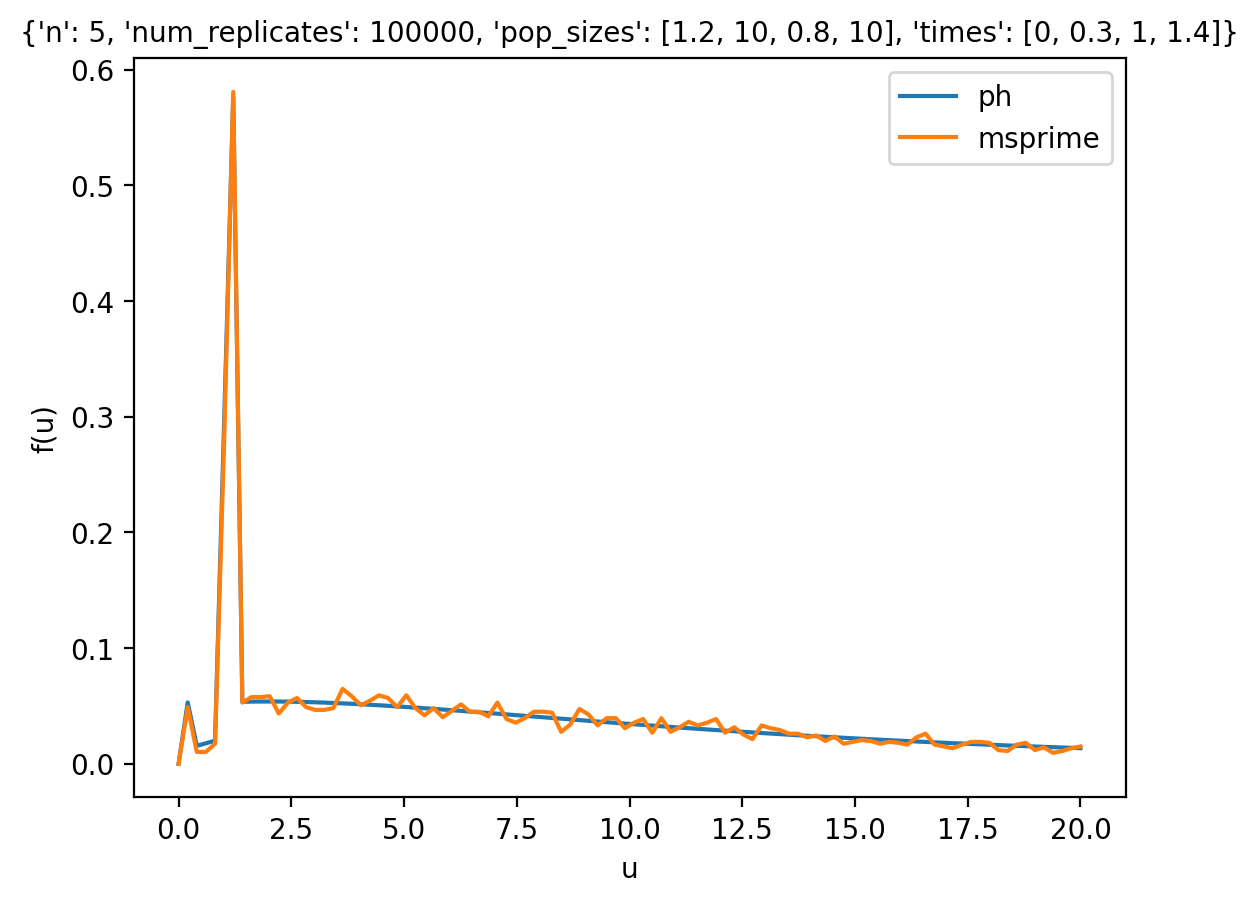 {'n': 5, 'num_replicates': 100000, 'pop_sizes': [1.2, 10, 0.8, 10], 'times': [0, 0.3, 1, 1.4]}
ph
msprime
0.6
0.5
0.4
0.3
0.2
0.1
0.0
f(u)
0.0 2.5 5.0 7.5 10.0 12.5 15.0 17.5 20.0
u